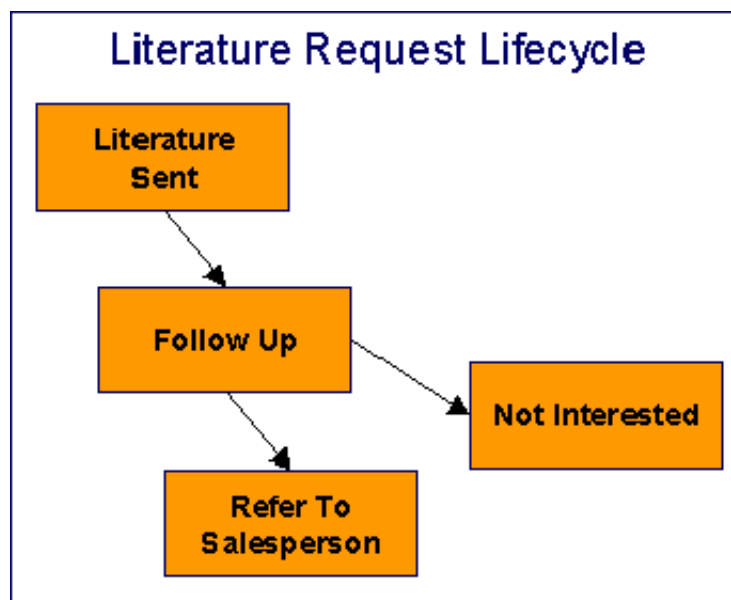 Literature Request Lifecycle
Literature
Sent
Follow Up
Not Interested
Refer To
Salesperson